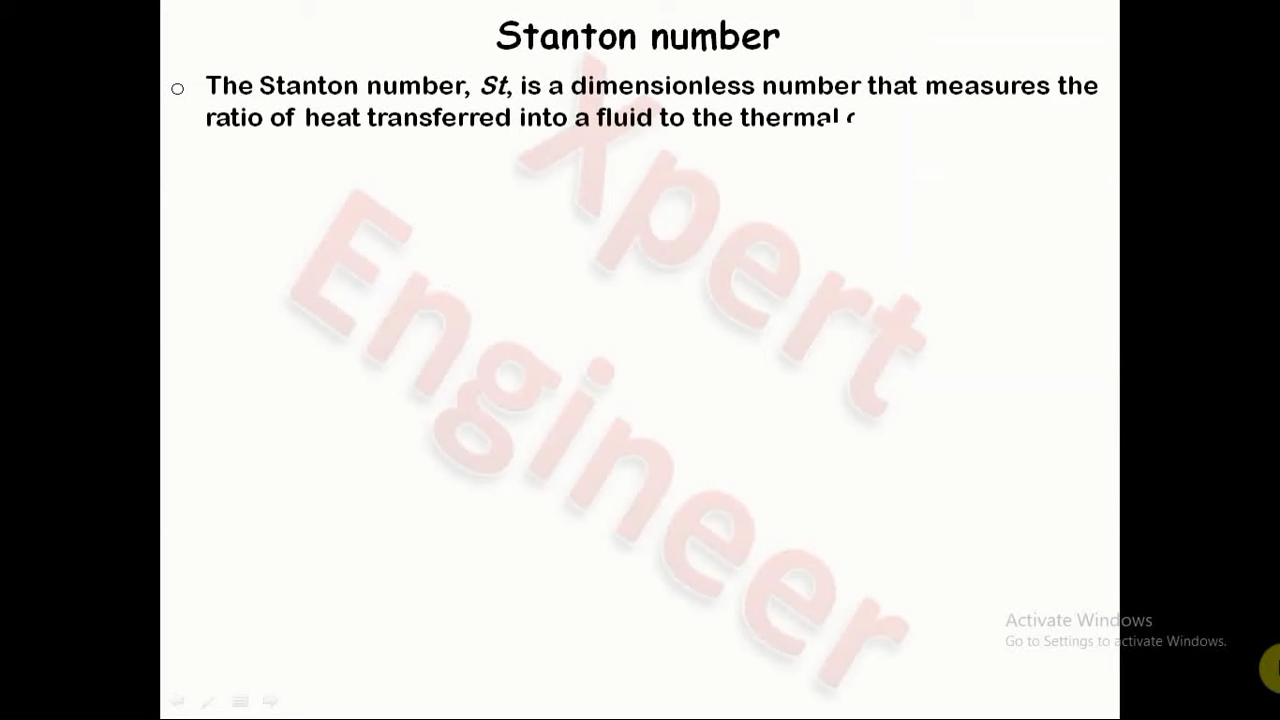 Stanton number
The Stanton number, St, is a dimensionless number that measures the
ratio of heat transferred into a fluid to the thermal
Xpert
Engineer
Activate Windows
Go to Settings to activate Windows.